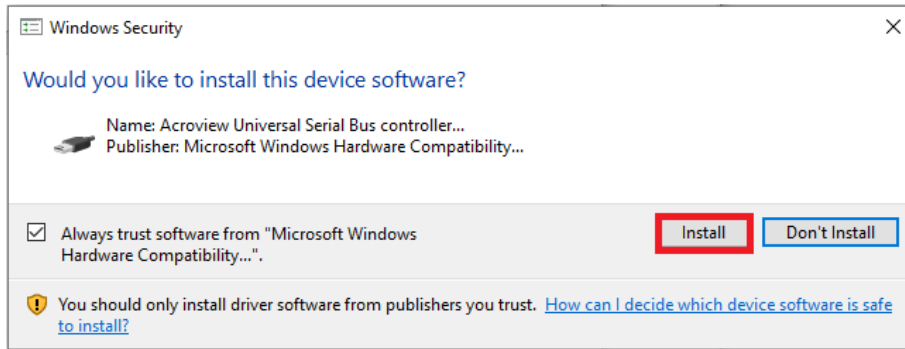 Windows Security
Would you like to install this device software?
Name: Acroview Universal Serial Bus controller...
Publisher: Microsoft Windows Hardware Compatibility...
Always trust software from "Microsoft Windows
Hardware Compatibility...".
Install
Don't Install
You should only install driver software from publishers you trust. How can I decide which device software is safe
to install?